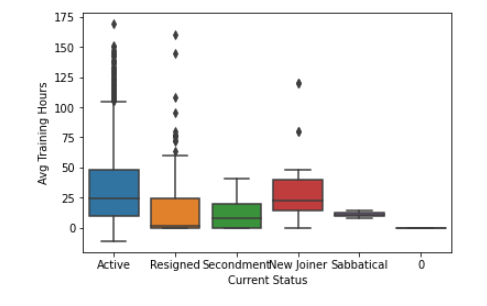 175
150
125
100
75
50
25
0
Avg Training Hours
Active Resigned Secondment New Joiner Sabbatical 0
Current Status